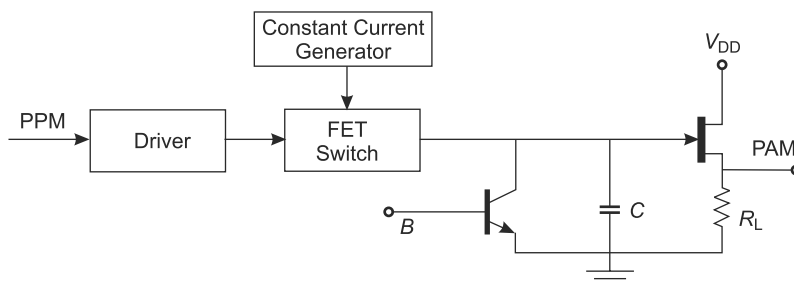 Constant Current
Generator
V_DD
PPM
Driver
FET
Switch
PAM
B
C
R_L